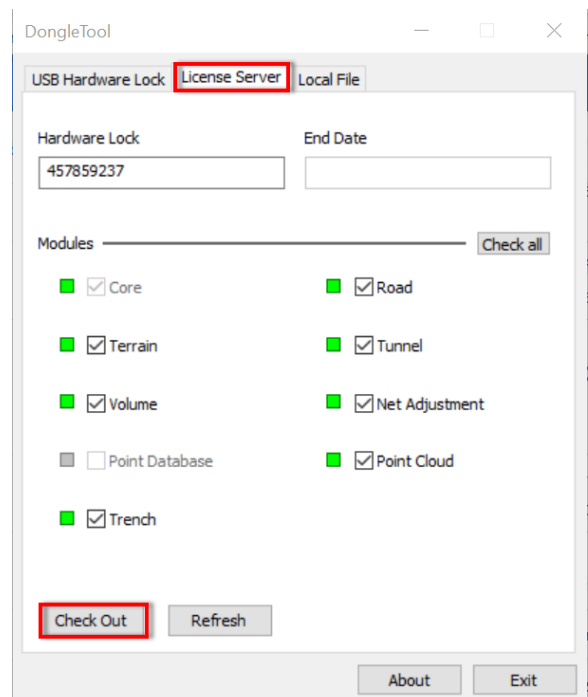 DongleTool
USB Hardware Lock License Server Local File
Hardware Lock End Date
457859237
Modules Check all
Core Road
Terrain Tunnel
Volume Net Adjustment
Point Database Point Cloud
Trench
Check Out Refresh
About Exit